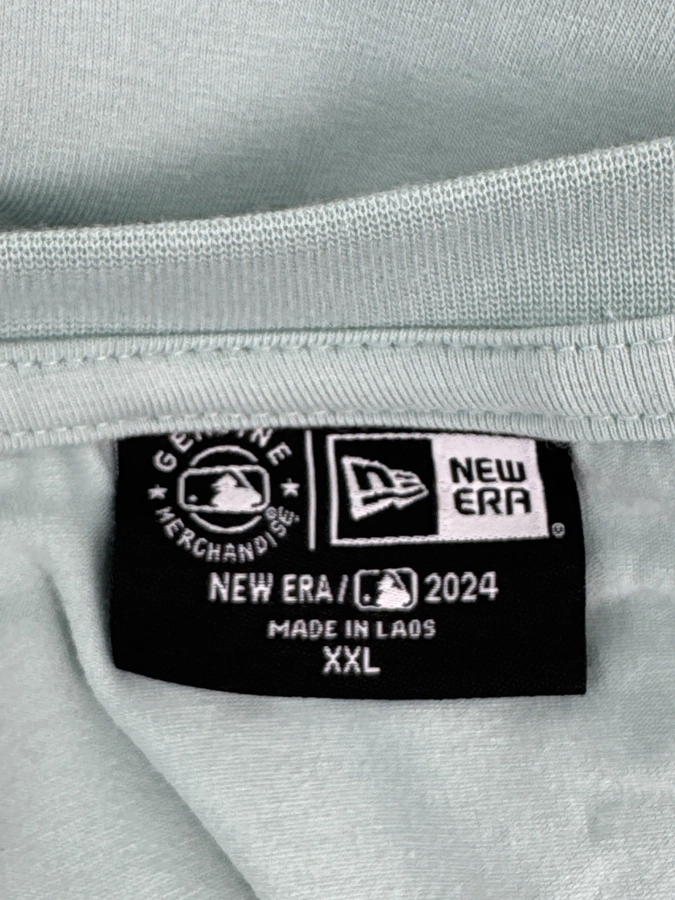 GENUINE
MERCHANDISE®
NEW
ERA®
NEW ERA/ 2024
MADE IN LAOS
XXL